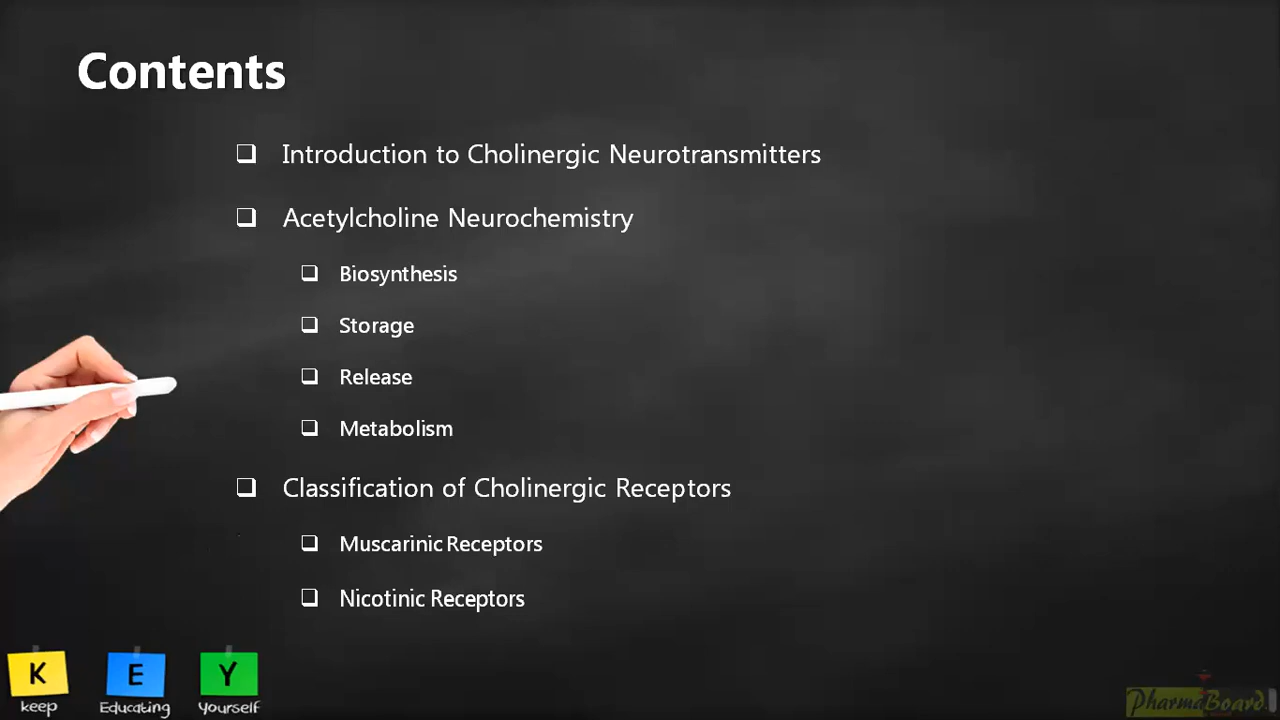 Contents
❑ Introduction to Cholinergic Neurotransmitters
❑ Acetylcholine Neurochemistry
❑ Biosynthesis
❑ Storage
❑ Release
❑ Metabolism
❑ Classification of Cholinergic Receptors
❑ Muscarinic Receptors
❑ Nicotinic Receptors
K E Y
keep Educating Yourself
PharmaBoard